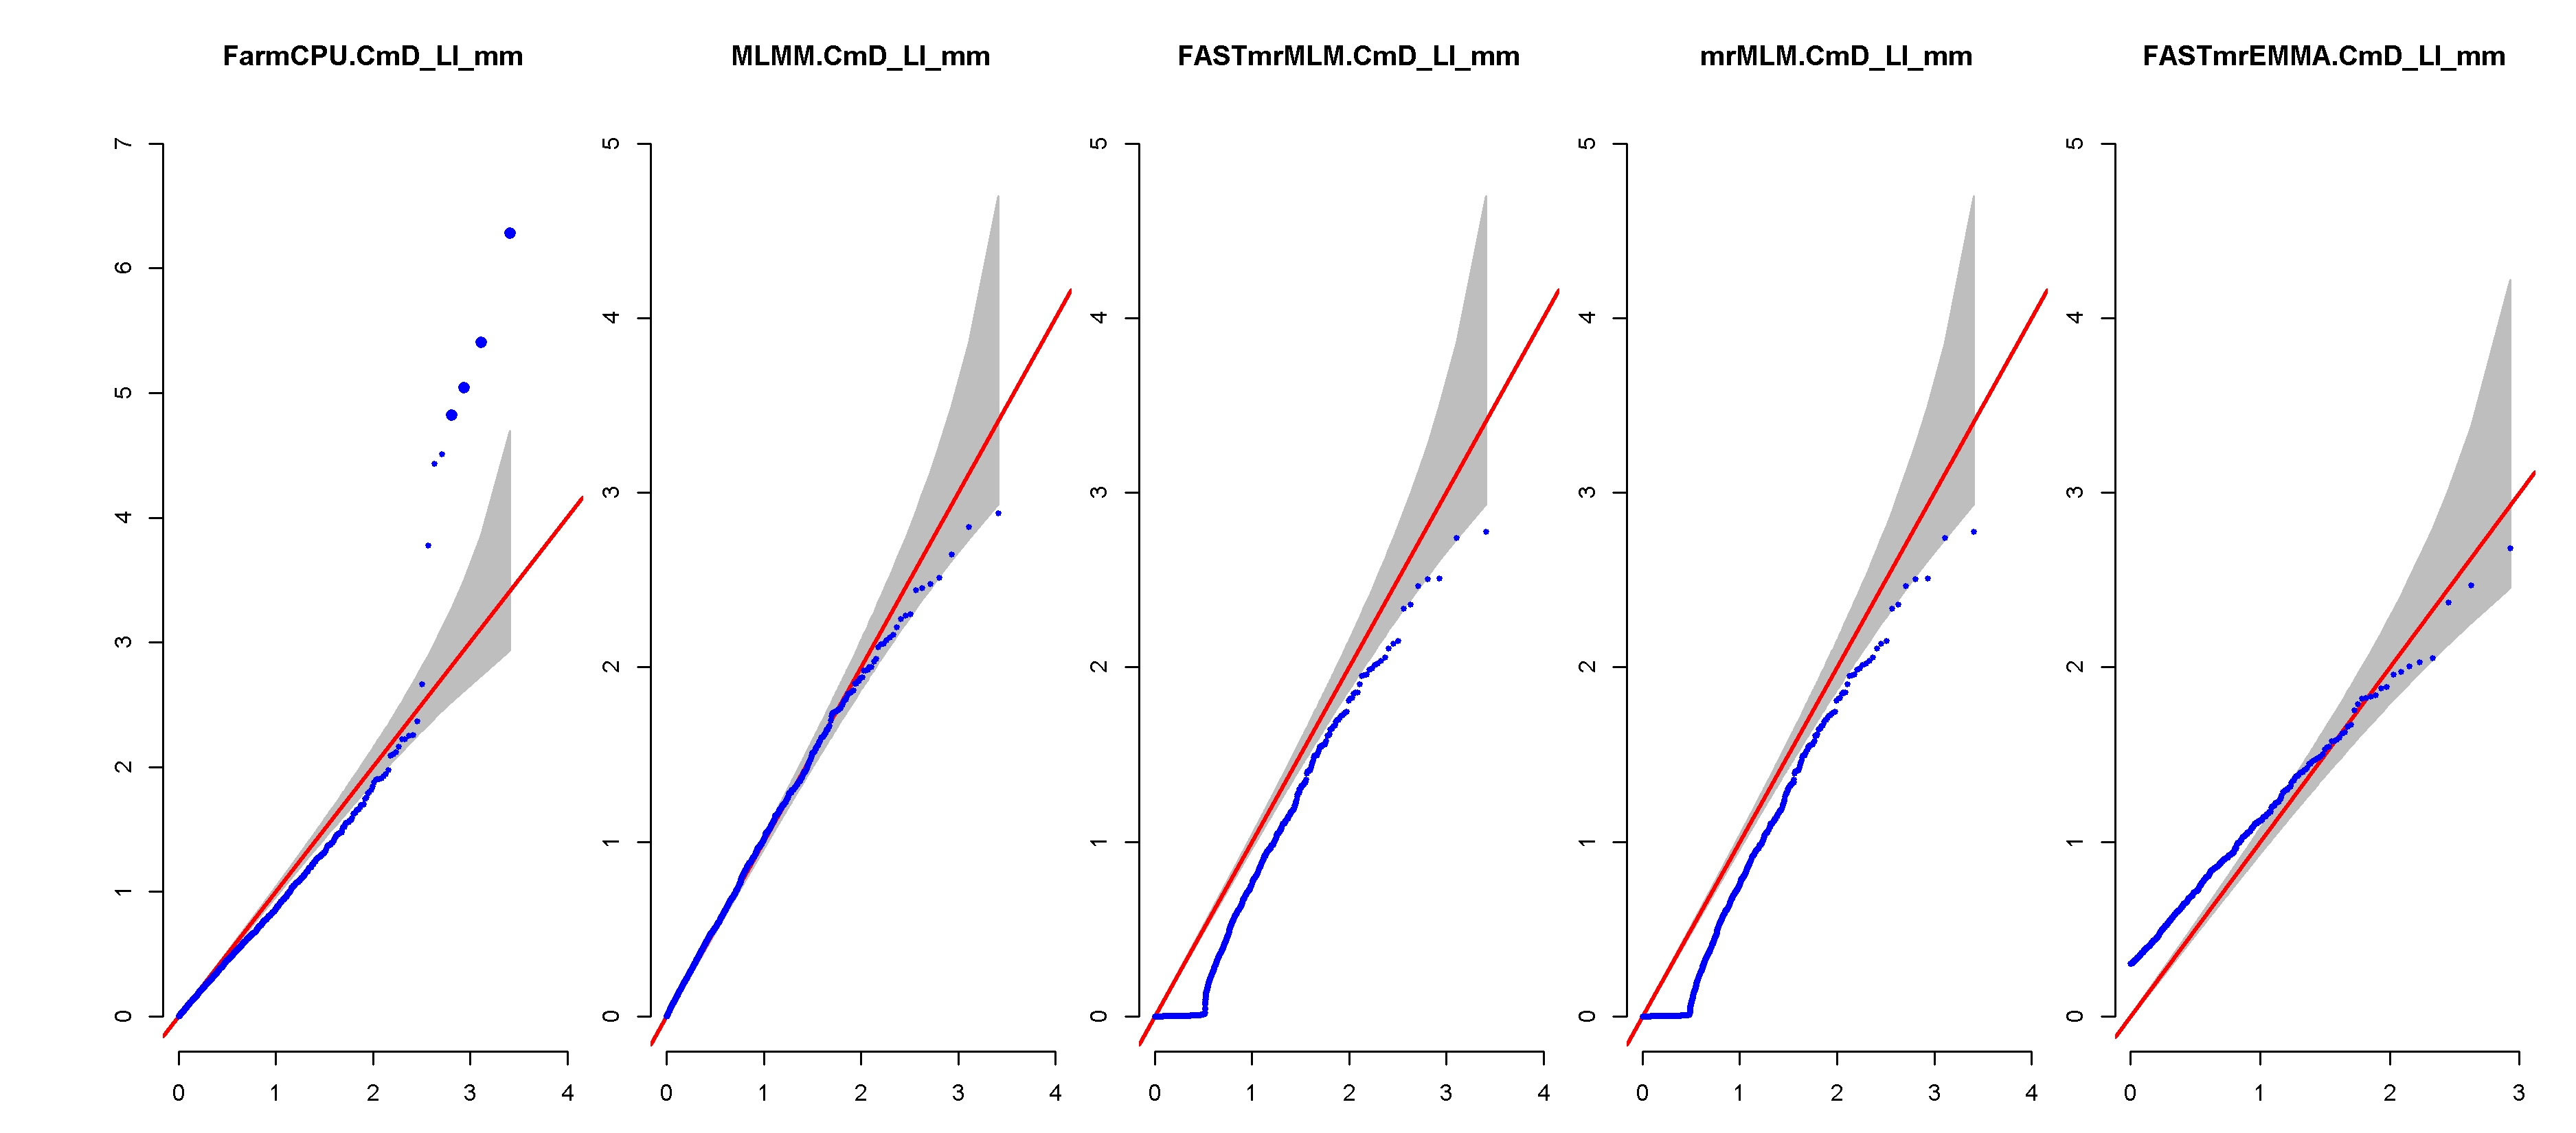 FarmCPU.CmD_LI_mm MLMM.CmD_LI_mm FASTmrMLM.CmD_LI_mm mrMLM.CmD_LI_mm FASTmrEMMA.CmD_LI_mm
7 5 5 5 5
6
5
4 4 4 4 4
3 3 3 3 3
2 2 2 2 2
1 1 1 1 1
0 0 0 0 0
0 1 2 3 4 0 1 2 3 4 0 1 2 3 4 0 1 2 3 4 0 1 2 3